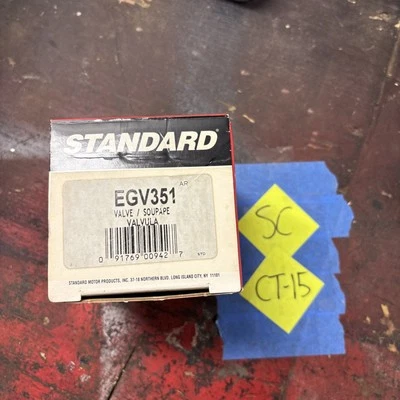 STANDARD®
AR
EGV351
VALVE / SOUPAPE
VALVULA
0 91769 00942 7
STANDARD MOTOR PRODUCTS, INC. 37-18 NORTHERN BLVD. LONG ISLAND CITY, NY 11101
SC
CT-15